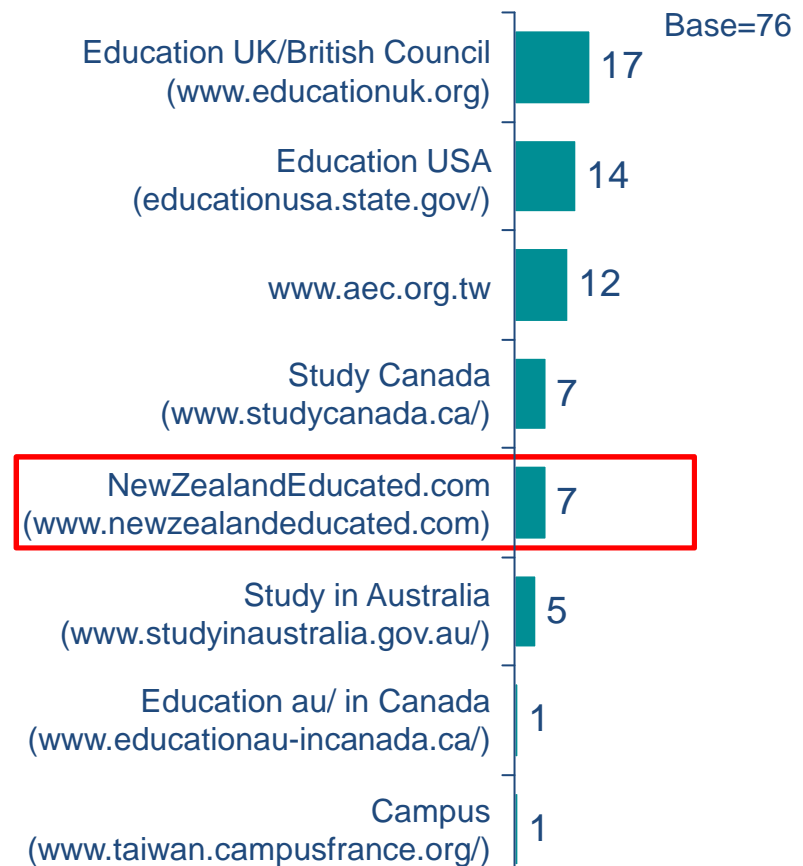 Base=76
Education UK/British Council
(www.educationuk.org)
17
Education USA
(educationusa.state.gov/)
14
www.aec.org.tw
12
Study Canada
(www.studycanada.ca/)
7
NewZealandEducated.com
(www.newzealandeducated.com)
7
Study in Australia
(www.studyinaustralia.gov.au/)
5
Education au/ in Canada
(www.educationau-incanada.ca/)
1
Campus
(www.taiwan.campusfrance.org/)
1